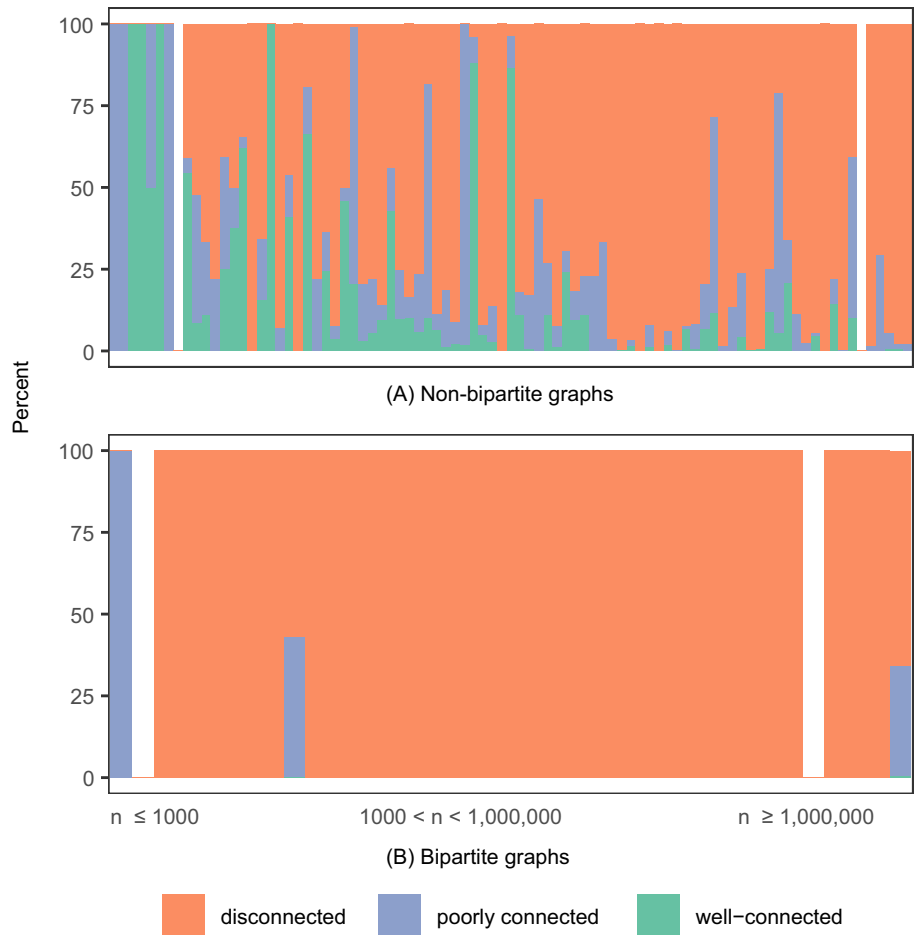 100
75
50
25
0
(A) Non-bipartite graphs
Percent
100
75
50
25
0
n ≤ 1000 1000 < n < 1,000,000 n ≥ 1,000,000
(B) Bipartite graphs
disconnected poorly connected well−connected